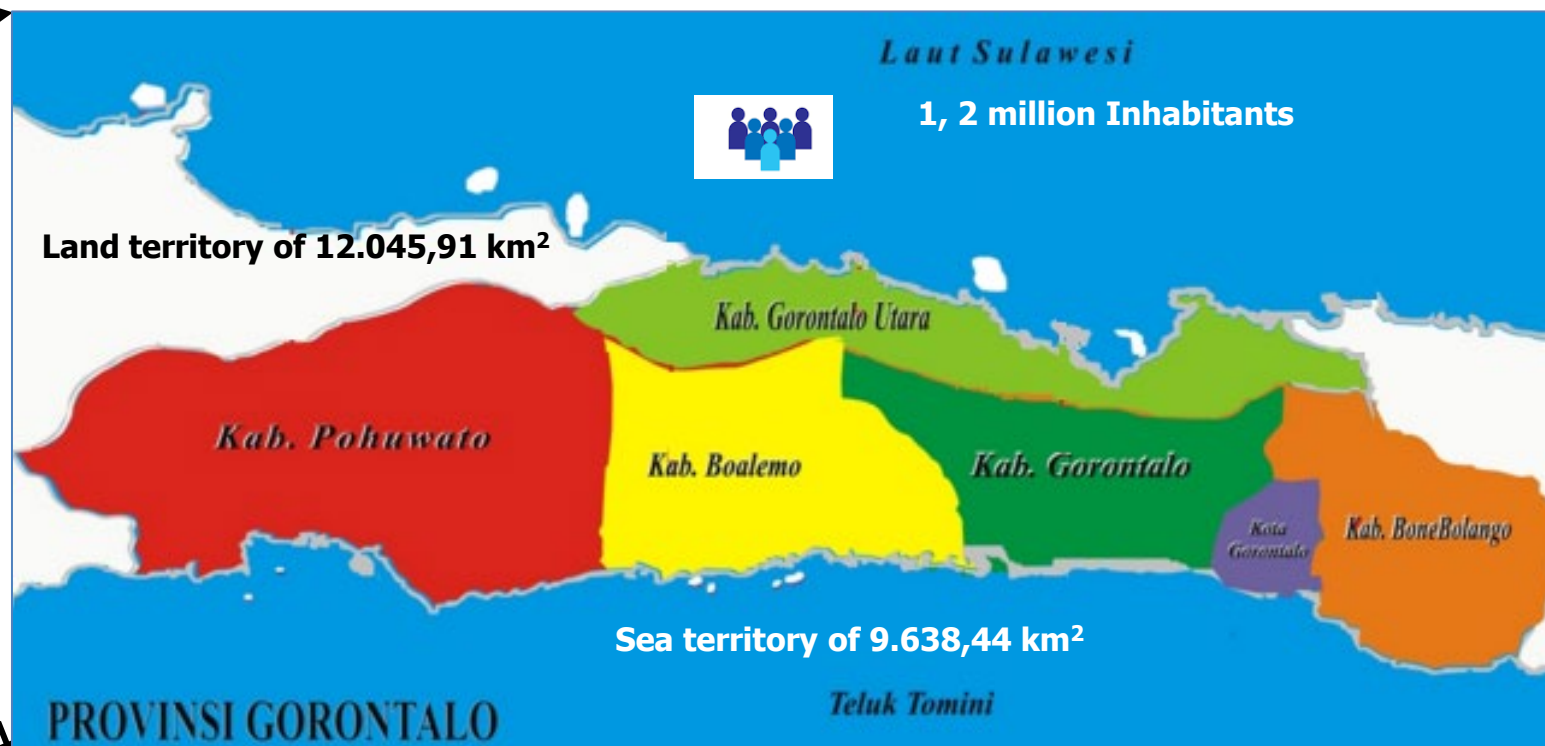 Laut Sulawesi
1, 2 million Inhabitants
Land territory of 12.045,91 km²
Kab. Gorontalo Utara
Kab. Pohuwato
Kab. Boalemo
Kab. Gorontalo
Kota
Gorontalo
Kab. BoneBolango
Sea territory of 9.638,44 km²
Teluk Tomini
PROVINSI GORONTALO